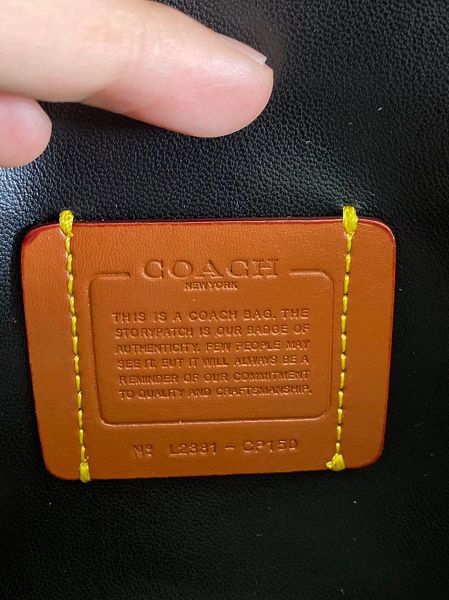 COACH
NEW YORK
THIS IS A COACH BAG. THE
STORYPATCH IS OUR BADGE OF
AUTHENTICITY. FEW PEOPLE MAY
SEE IT, BUT IT WILL ALWAYS BE A
REMINDER OF OUR COMMITMENT
TO QUALITY AND CRAFTSMANSHIP.
Nº L2381 - CP150